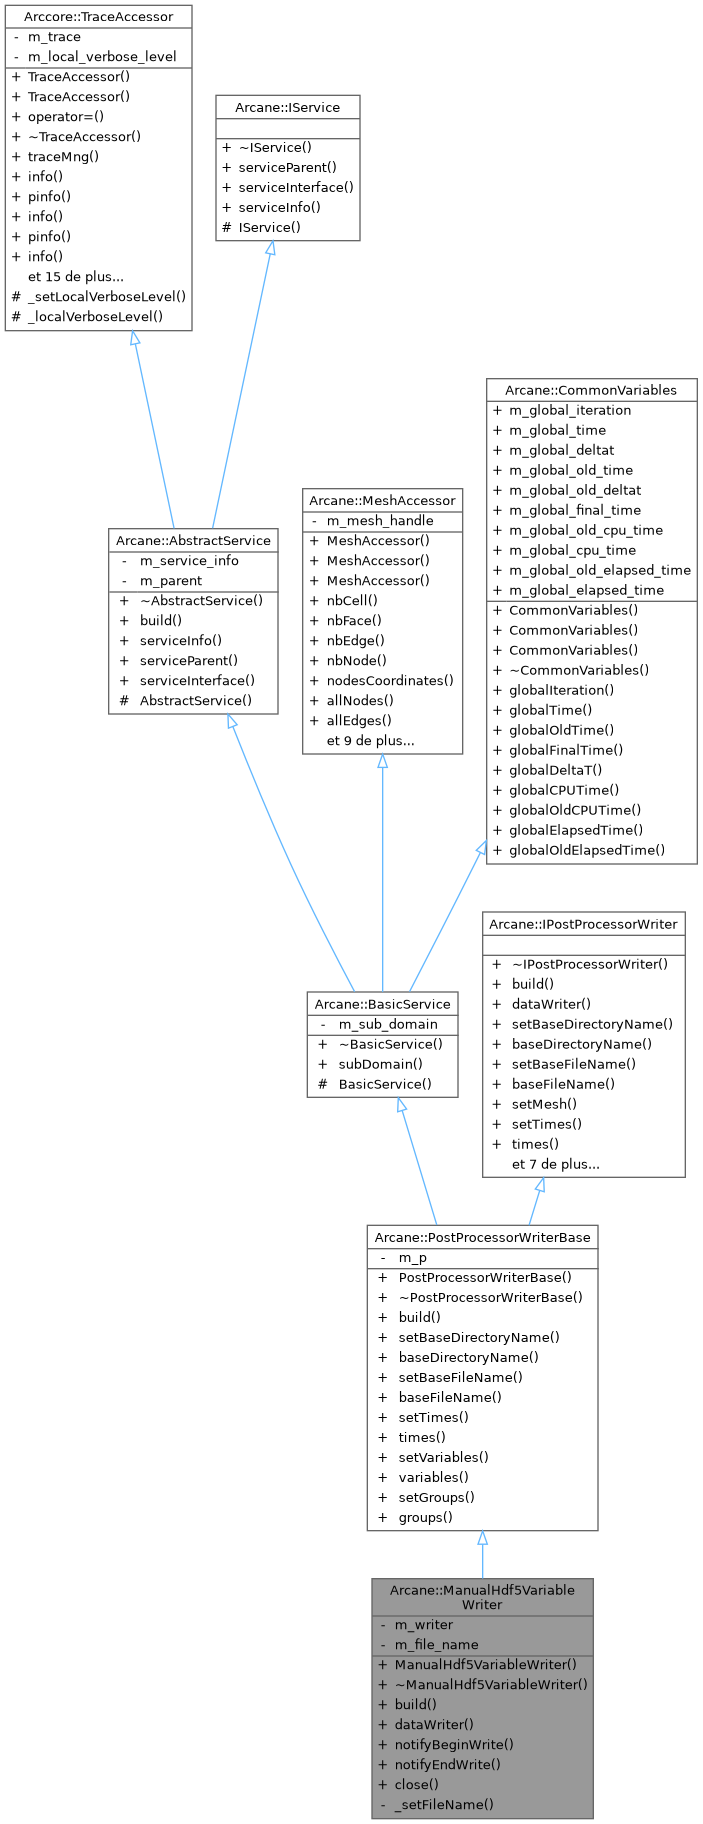 Arccore::TraceAccessor
- m_trace
- m_local_verbose_level
+ TraceAccessor()
+ TraceAccessor()
+ operator=()
+ ~TraceAccessor()
+ traceMng()
+ info()
+ pinfo()
+ info()
+ pinfo()
+ info()
et 15 de plus...
# _setLocalVerboseLevel()
# _localVerboseLevel()
Arcane::IService
+ ~IService()
+ serviceParent()
+ serviceInterface()
+ serviceInfo()
# IService()
Arcane::CommonVariables
+ m_global_iteration
+ m_global_time
+ m_global_deltat
+ m_global_old_time
+ m_global_old_deltat
+ m_global_final_time
+ m_global_old_cpu_time
+ m_global_cpu_time
+ m_global_old_elapsed_time
+ m_global_elapsed_time
+ CommonVariables()
+ CommonVariables()
+ CommonVariables()
+ ~CommonVariables()
+ globalIteration()
+ globalTime()
+ globalOldTime()
+ globalFinalTime()
+ globalDeltaT()
+ globalCPUTime()
+ globalOldCPUTime()
+ globalElapsedTime()
+ globalOldElapsedTime()
Arcane::MeshAccessor
- m_mesh_handle
+ MeshAccessor()
+ MeshAccessor()
+ MeshAccessor()
+ nbCell()
+ nbFace()
+ nbEdge()
+ nbNode()
+ nodesCoordinates()
+ allNodes()
+ allEdges()
et 9 de plus...
Arcane::AbstractService
- m_service_info
- m_parent
+ ~AbstractService()
+ build()
+ serviceInfo()
+ serviceParent()
+ serviceInterface()
# AbstractService()
Arcane::IPostProcessorWriter
+ ~IPostProcessorWriter()
+ build()
+ dataWriter()
+ setBaseDirectoryName()
+ baseDirectoryName()
+ setBaseFileName()
+ baseFileName()
+ setMesh()
+ setTimes()
+ times()
et 7 de plus...
Arcane::BasicService
- m_sub_domain
+ ~BasicService()
+ subDomain()
# BasicService()
Arcane::PostProcessorWriterBase
- m_p
+ PostProcessorWriterBase()
+ ~PostProcessorWriterBase()
+ build()
+ setBaseDirectoryName()
+ baseDirectoryName()
+ setBaseFileName()
+ baseFileName()
+ setTimes()
+ times()
+ setVariables()
+ variables()
+ setGroups()
+ groups()
Arcane::ManualHdf5Variable
Writer
- m_writer
- m_file_name
+ ManualHdf5VariableWriter()
+ ~ManualHdf5VariableWriter()
+ build()
+ dataWriter()
+ notifyBeginWrite()
+ notifyEndWrite()
+ close()
- _setFileName()